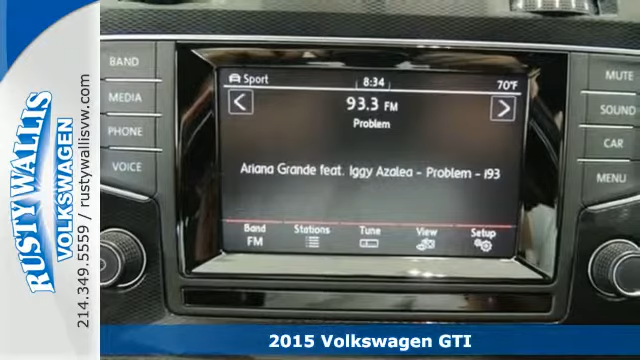 RUSTY WALLIS
VOLKSWAGEN
214.349.5559 / rustywallisvw.com
BAND
MEDIA
PHONE
VOICE
Sport
8:34
70°F
93.3 FM
Problem
Ariana Grande feat. Iggy Azalea - Problem - i93
Band
FM
Stations
Tune
View
Setup
MUTE
SOUND
CAR
MENU
2015 Volkswagen GTI